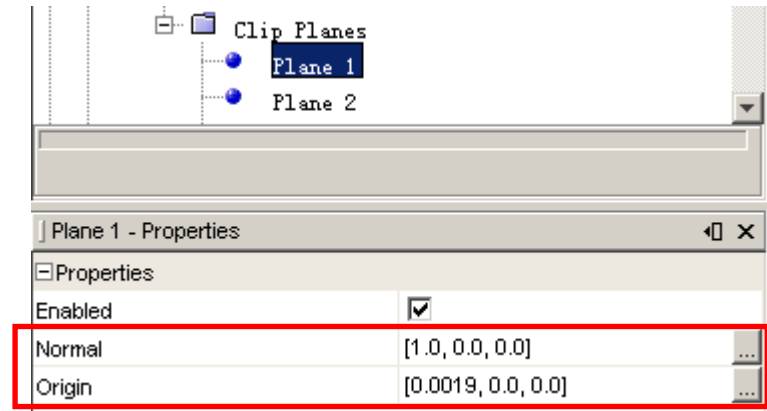 Clip Planes
Plane 1
Plane 2
Plane 1 - Properties
Properties
Enabled
Normal [1.0, 0.0, 0.0] ...
Origin [0.0019, 0.0, 0.0] ...